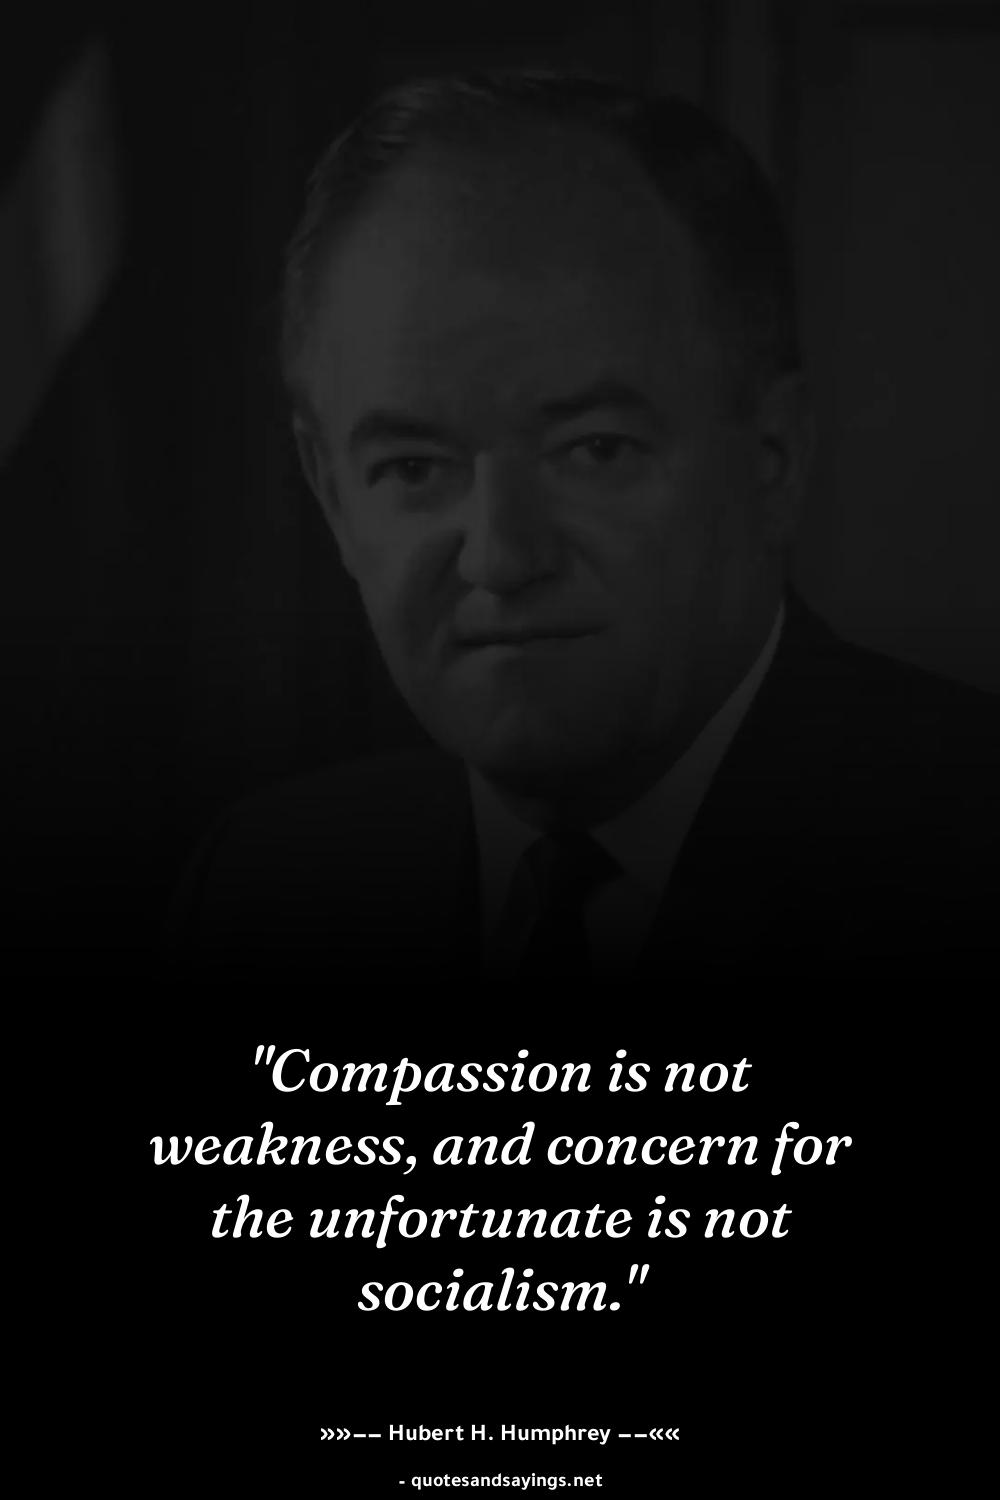 "Compassion is not
weakness, and concern for
the unfortunate is not
socialism."
»»−− Hubert H. Humphrey −−««
- quotesandsayings.net